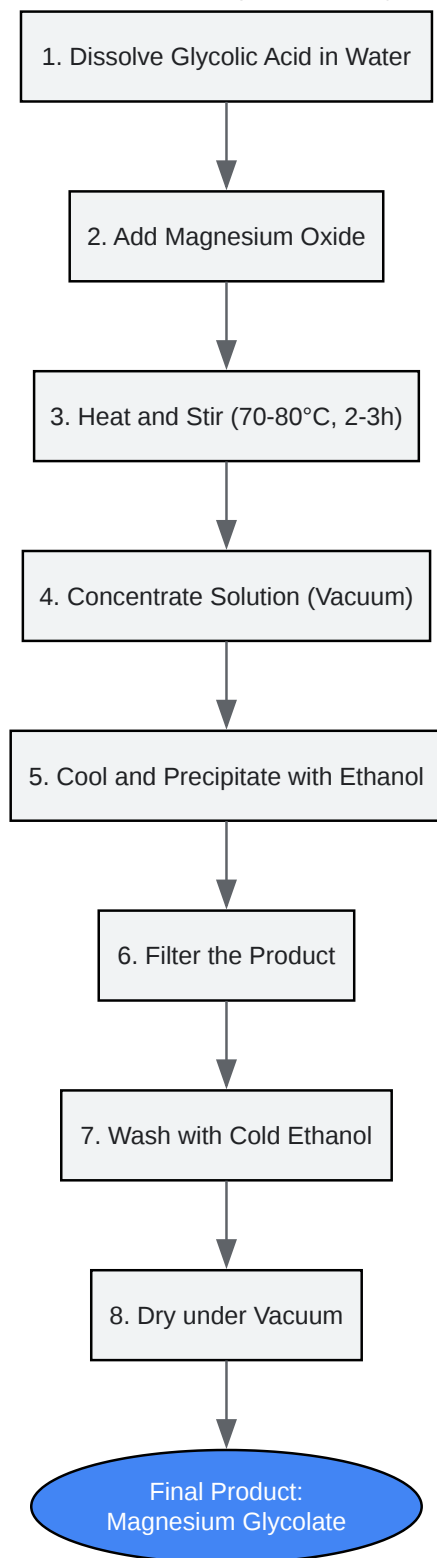 1. Dissolve Glycolic Acid in Water
2. Add Magnesium Oxide
3. Heat and Stir (70-80°C, 2-3h)
4. Concentrate Solution (Vacuum)
5. Cool and Precipitate with Ethanol
6. Filter the Product
7. Wash with Cold Ethanol
8. Dry under Vacuum
Final Product:
Magnesium Glycolate